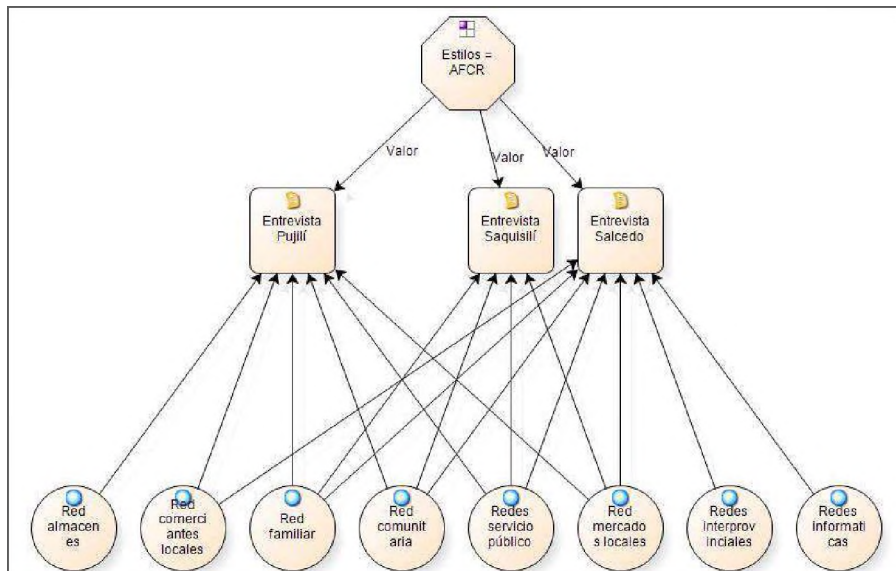 Estilos =
AFCR
Valor
Valor
Valor
Entrevista
Pujilí
Entrevista
Saquisilí
Entrevista
Salcedo
Red
almacen
es
Red
comerci
antes
locales
Red
familiar
Red
comunit
aria
Redes
servicio
público
Red
mercado
s locales
Redes
interprov
inciales
Redes
informati
cas